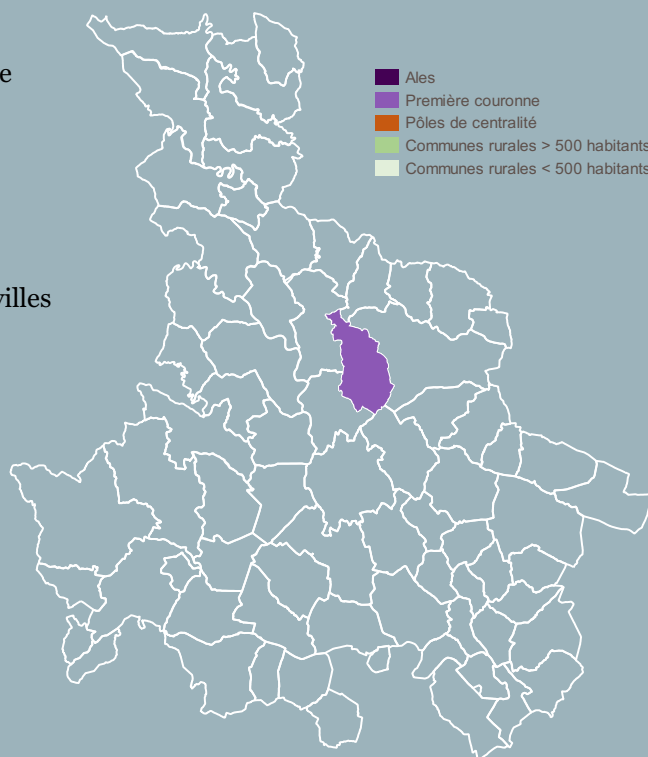 e
villes
Ales
Première couronne
Pôles de centralité
Communes rurales > 500 habitants
Communes rurales < 500 habitants